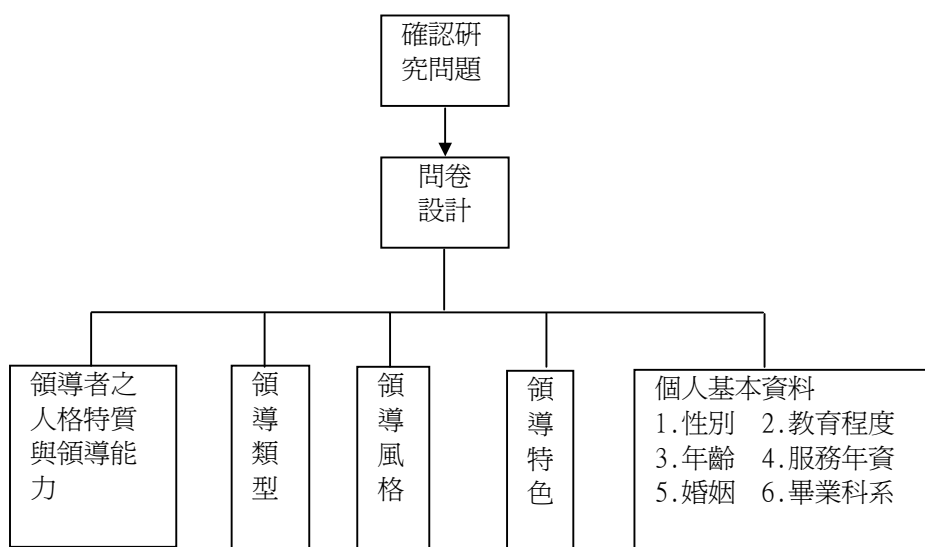 確認研
究問題
問卷
設計
領導者之
人格特質
與領導能
力
領
導
類
型
領
導
風
格
領
導
特
色
個人基本資料
1.性別 2.教育程度
3.年齡 4.服務年資
5.婚姻 6.畢業科系